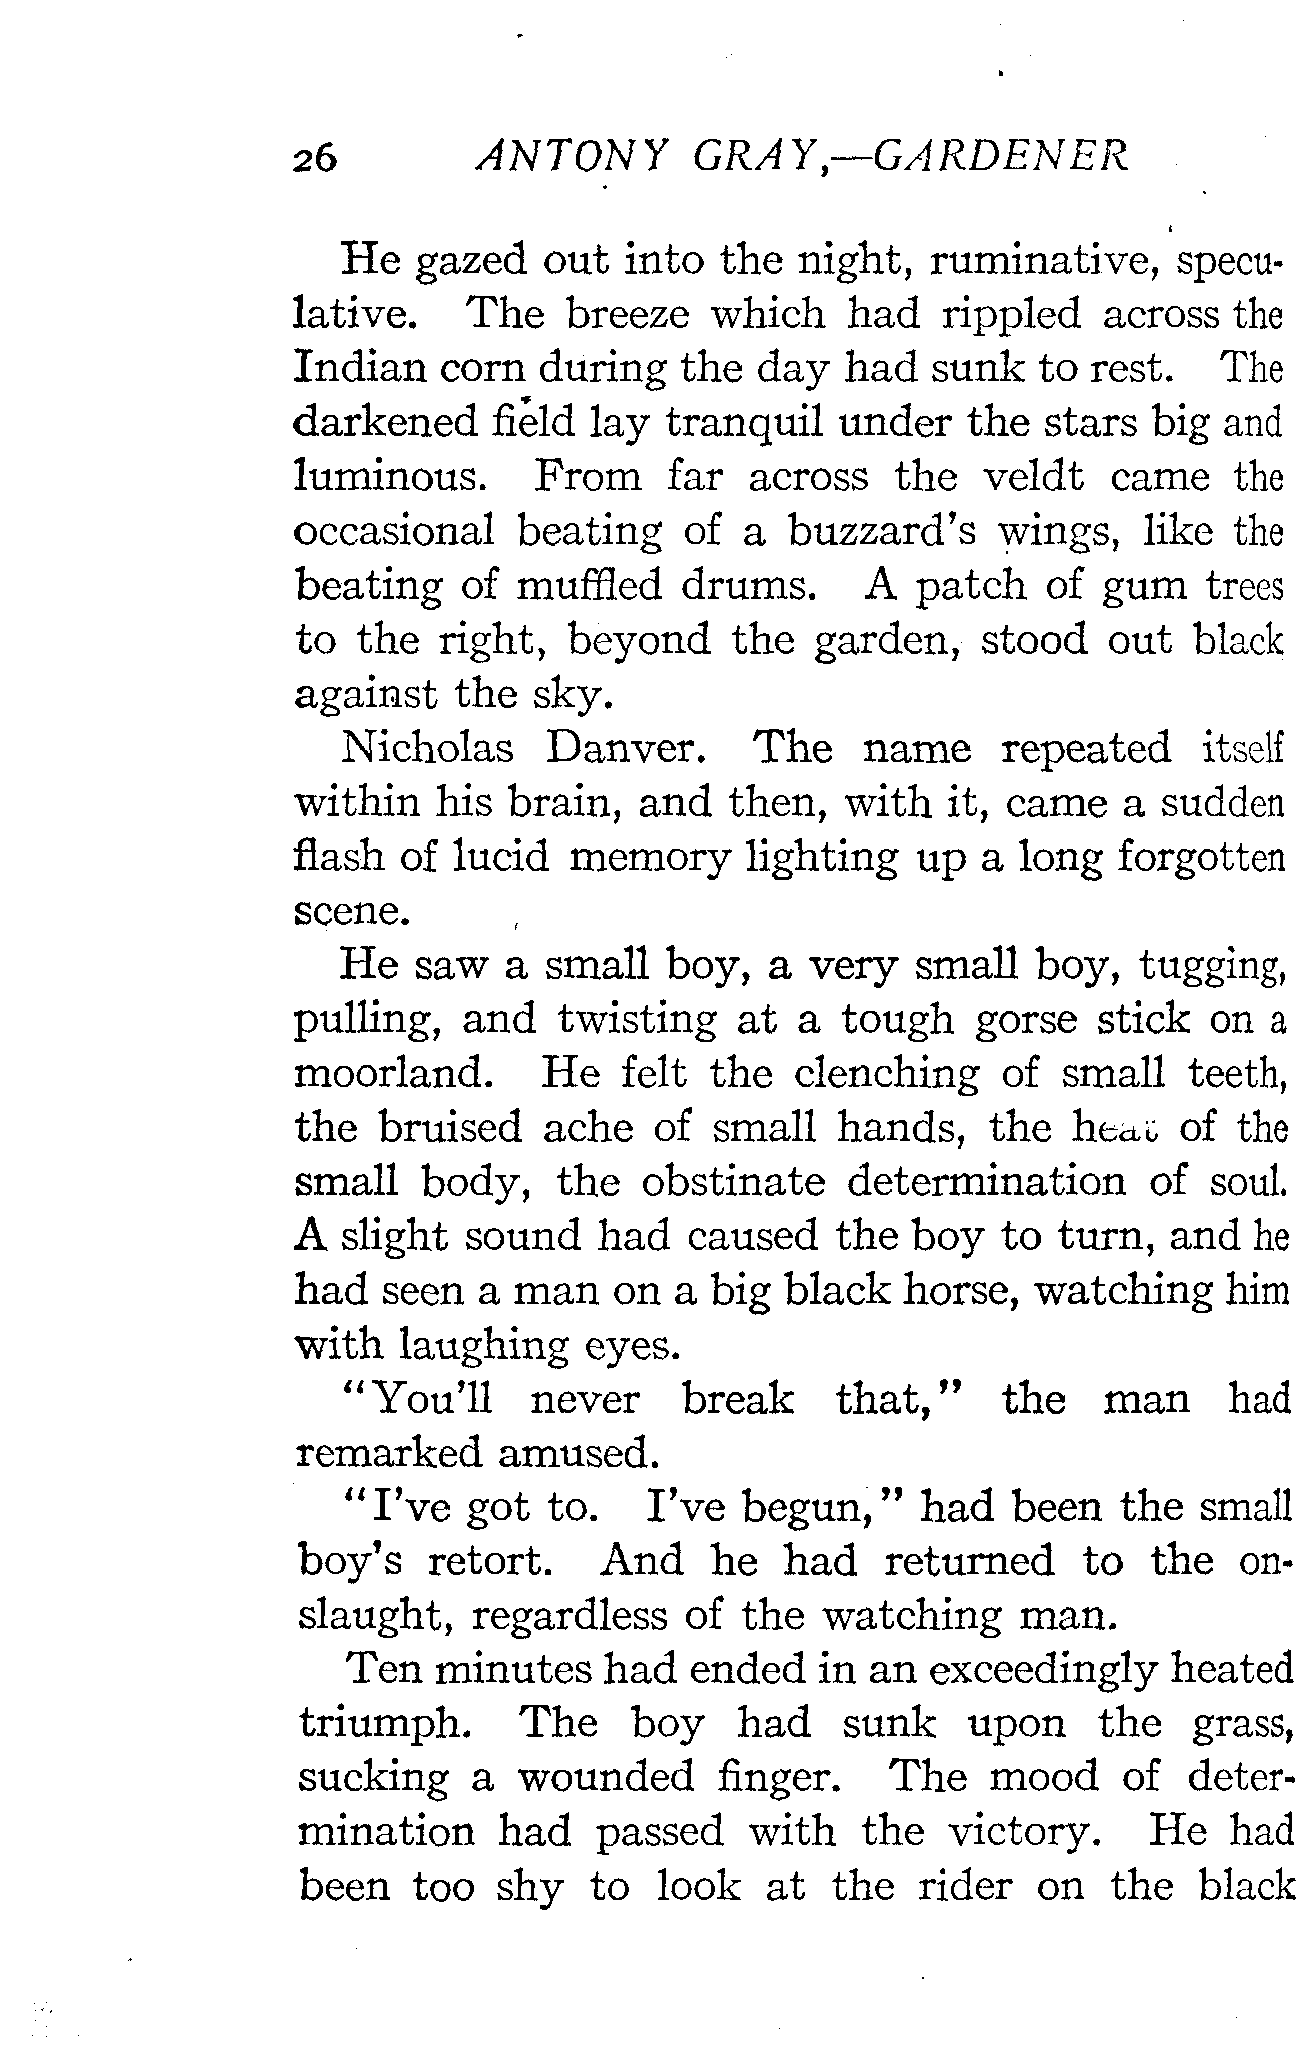 26 ANTONY GRAY,—GARDENER
He gazed out into the night, ruminative, specu-
lative. The breeze which had rippled across the
Indian corn during the day had sunk to rest. The
darkened field lay tranquil under the stars big and
luminous. From far across the veldt came the
occasional beating of a buzzard's wings, like the
beating of muffled drums. A patch of gum trees
to the right, beyond the garden, stood out black
against the sky.
Nicholas Danver. The name repeated itself
within his brain, and then, with it, came a sudden
flash of lucid memory lighting up a long forgotten
scene.
He saw a small boy, a very small boy, tugging,
pulling, and twisting at a tough gorse stick on a
moorland. He felt the clenching of small teeth,
the bruised ache of small hands, the heat of the
small body, the obstinate determination of soul.
A slight sound had caused the boy to turn, and he
had seen a man on a big black horse, watching him
with laughing eyes.
"You'll never break that," the man had
remarked amused.
"I've got to. I've begun," had been the small
boy's retort. And he had returned to the on-
slaught, regardless of the watching man.
Ten minutes had ended in an exceedingly heated
triumph. The boy had sunk upon the grass,
sucking a wounded finger. The mood of deter-
mination had passed with the victory. He had
been too shy to look at the rider on the black